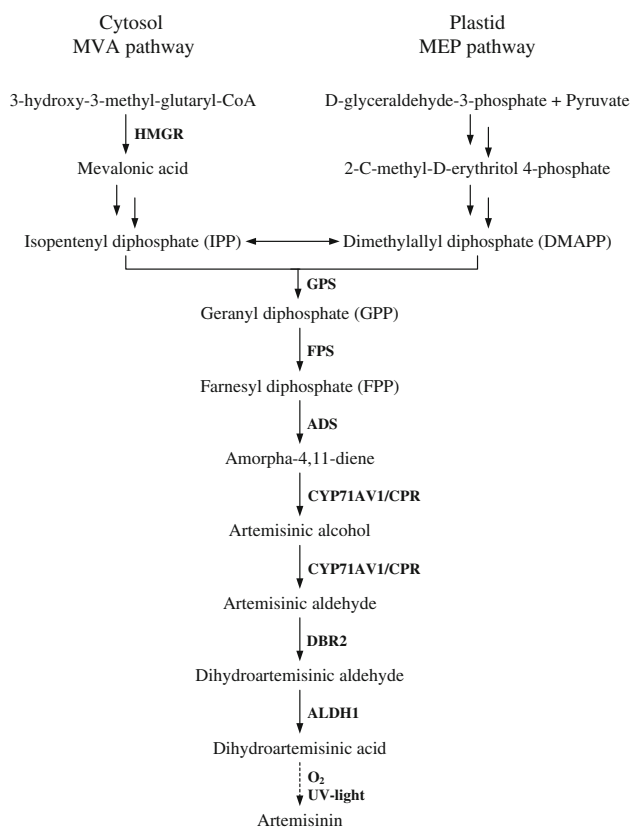 Cytosol
MVA pathway
Plastid
MEP pathway
3-hydroxy-3-methyl-glutaryl-CoA
D-glyceraldehyde-3-phosphate + Pyruvate
HMGR
Mevalonic acid
2-C-methyl-D-erythritol 4-phosphate
Isopentenyl diphosphate (IPP)
Dimethylallyl diphosphate (DMAPP)
GPS
Geranyl diphosphate (GPP)
FPS
Farnesyl diphosphate (FPP)
ADS
Amorpha-4,11-diene
CYP71AV1/CPR
Artemisinic alcohol
CYP71AV1/CPR
Artemisinic aldehyde
DBR2
Dihydroartemisinic aldehyde
ALDH1
Dihydroartemisinic acid
O₂
UV-light
Artemisinin